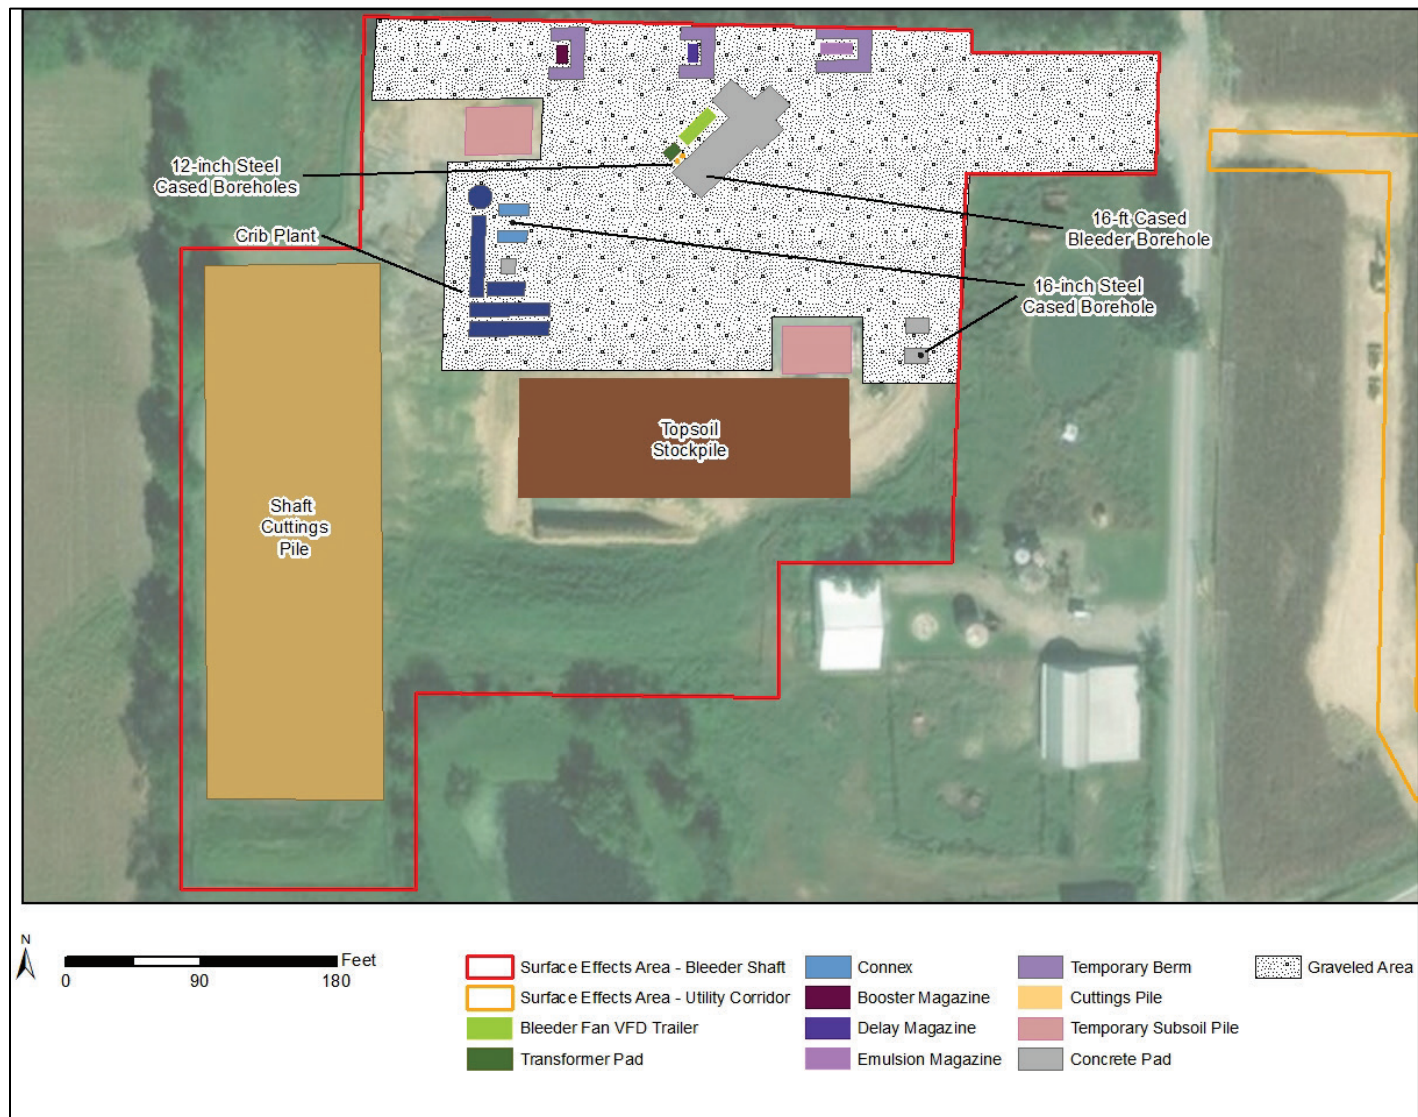 12-inch Steel
Cased Boreholes
Crib Plant
16-ft Cased
Bleeder Borehole
16-inch Steel
Cased Borehole
Topsoil
Stockpile
Shaft
Cuttings
Pile
N
0 90 180 Feet
Surface Effects Area - Bleeder Shaft
Surface Effects Area - Utility Corridor
Bleeder Fan VFD Trailer
Transformer Pad
Connex
Booster Magazine
Delay Magazine
Emulsion Magazine
Temporary Berm
Cuttings Pile
Temporary Subsoil Pile
Concrete Pad
Graveled Area